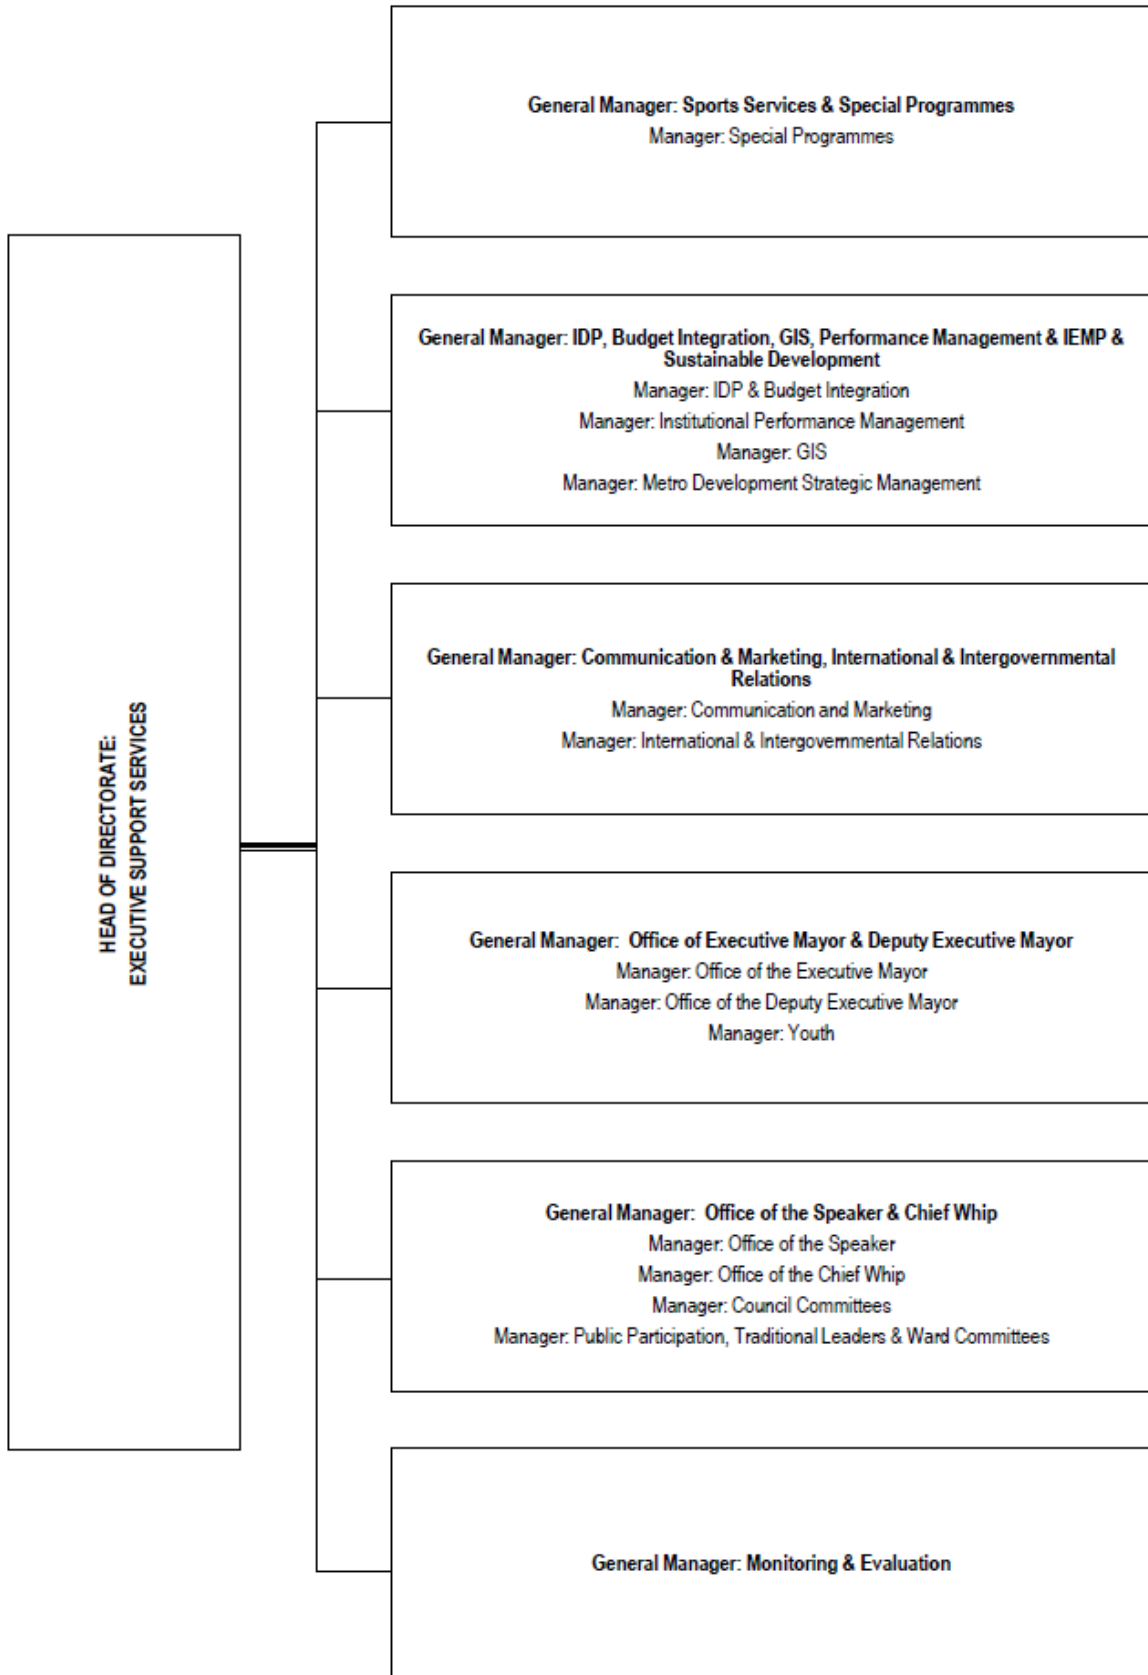 General Manager: Sports Services & Special Programmes
Manager: Special Programmes
General Manager: IDP, Budget Integration, GIS, Performance Management & IEMP &
Sustainable Development
Manager: IDP & Budget Integration
Manager: Institutional Performance Management
Manager: GIS
Manager: Metro Development Strategic Management
General Manager: Communication & Marketing, International & Intergovernmental
Relations
Manager: Communication and Marketing
Manager: International & Intergovernmental Relations
HEAD OF DIRECTORATE:
EXECUTIVE SUPPORT SERVICES
General Manager: Office of Executive Mayor & Deputy Executive Mayor
Manager: Office of the Executive Mayor
Manager: Office of the Deputy Executive Mayor
Manager: Youth
General Manager: Office of the Speaker & Chief Whip
Manager: Office of the Speaker
Manager: Office of the Chief Whip
Manager: Council Committees
Manager: Public Participation, Traditional Leaders & Ward Committees
General Manager: Monitoring & Evaluation